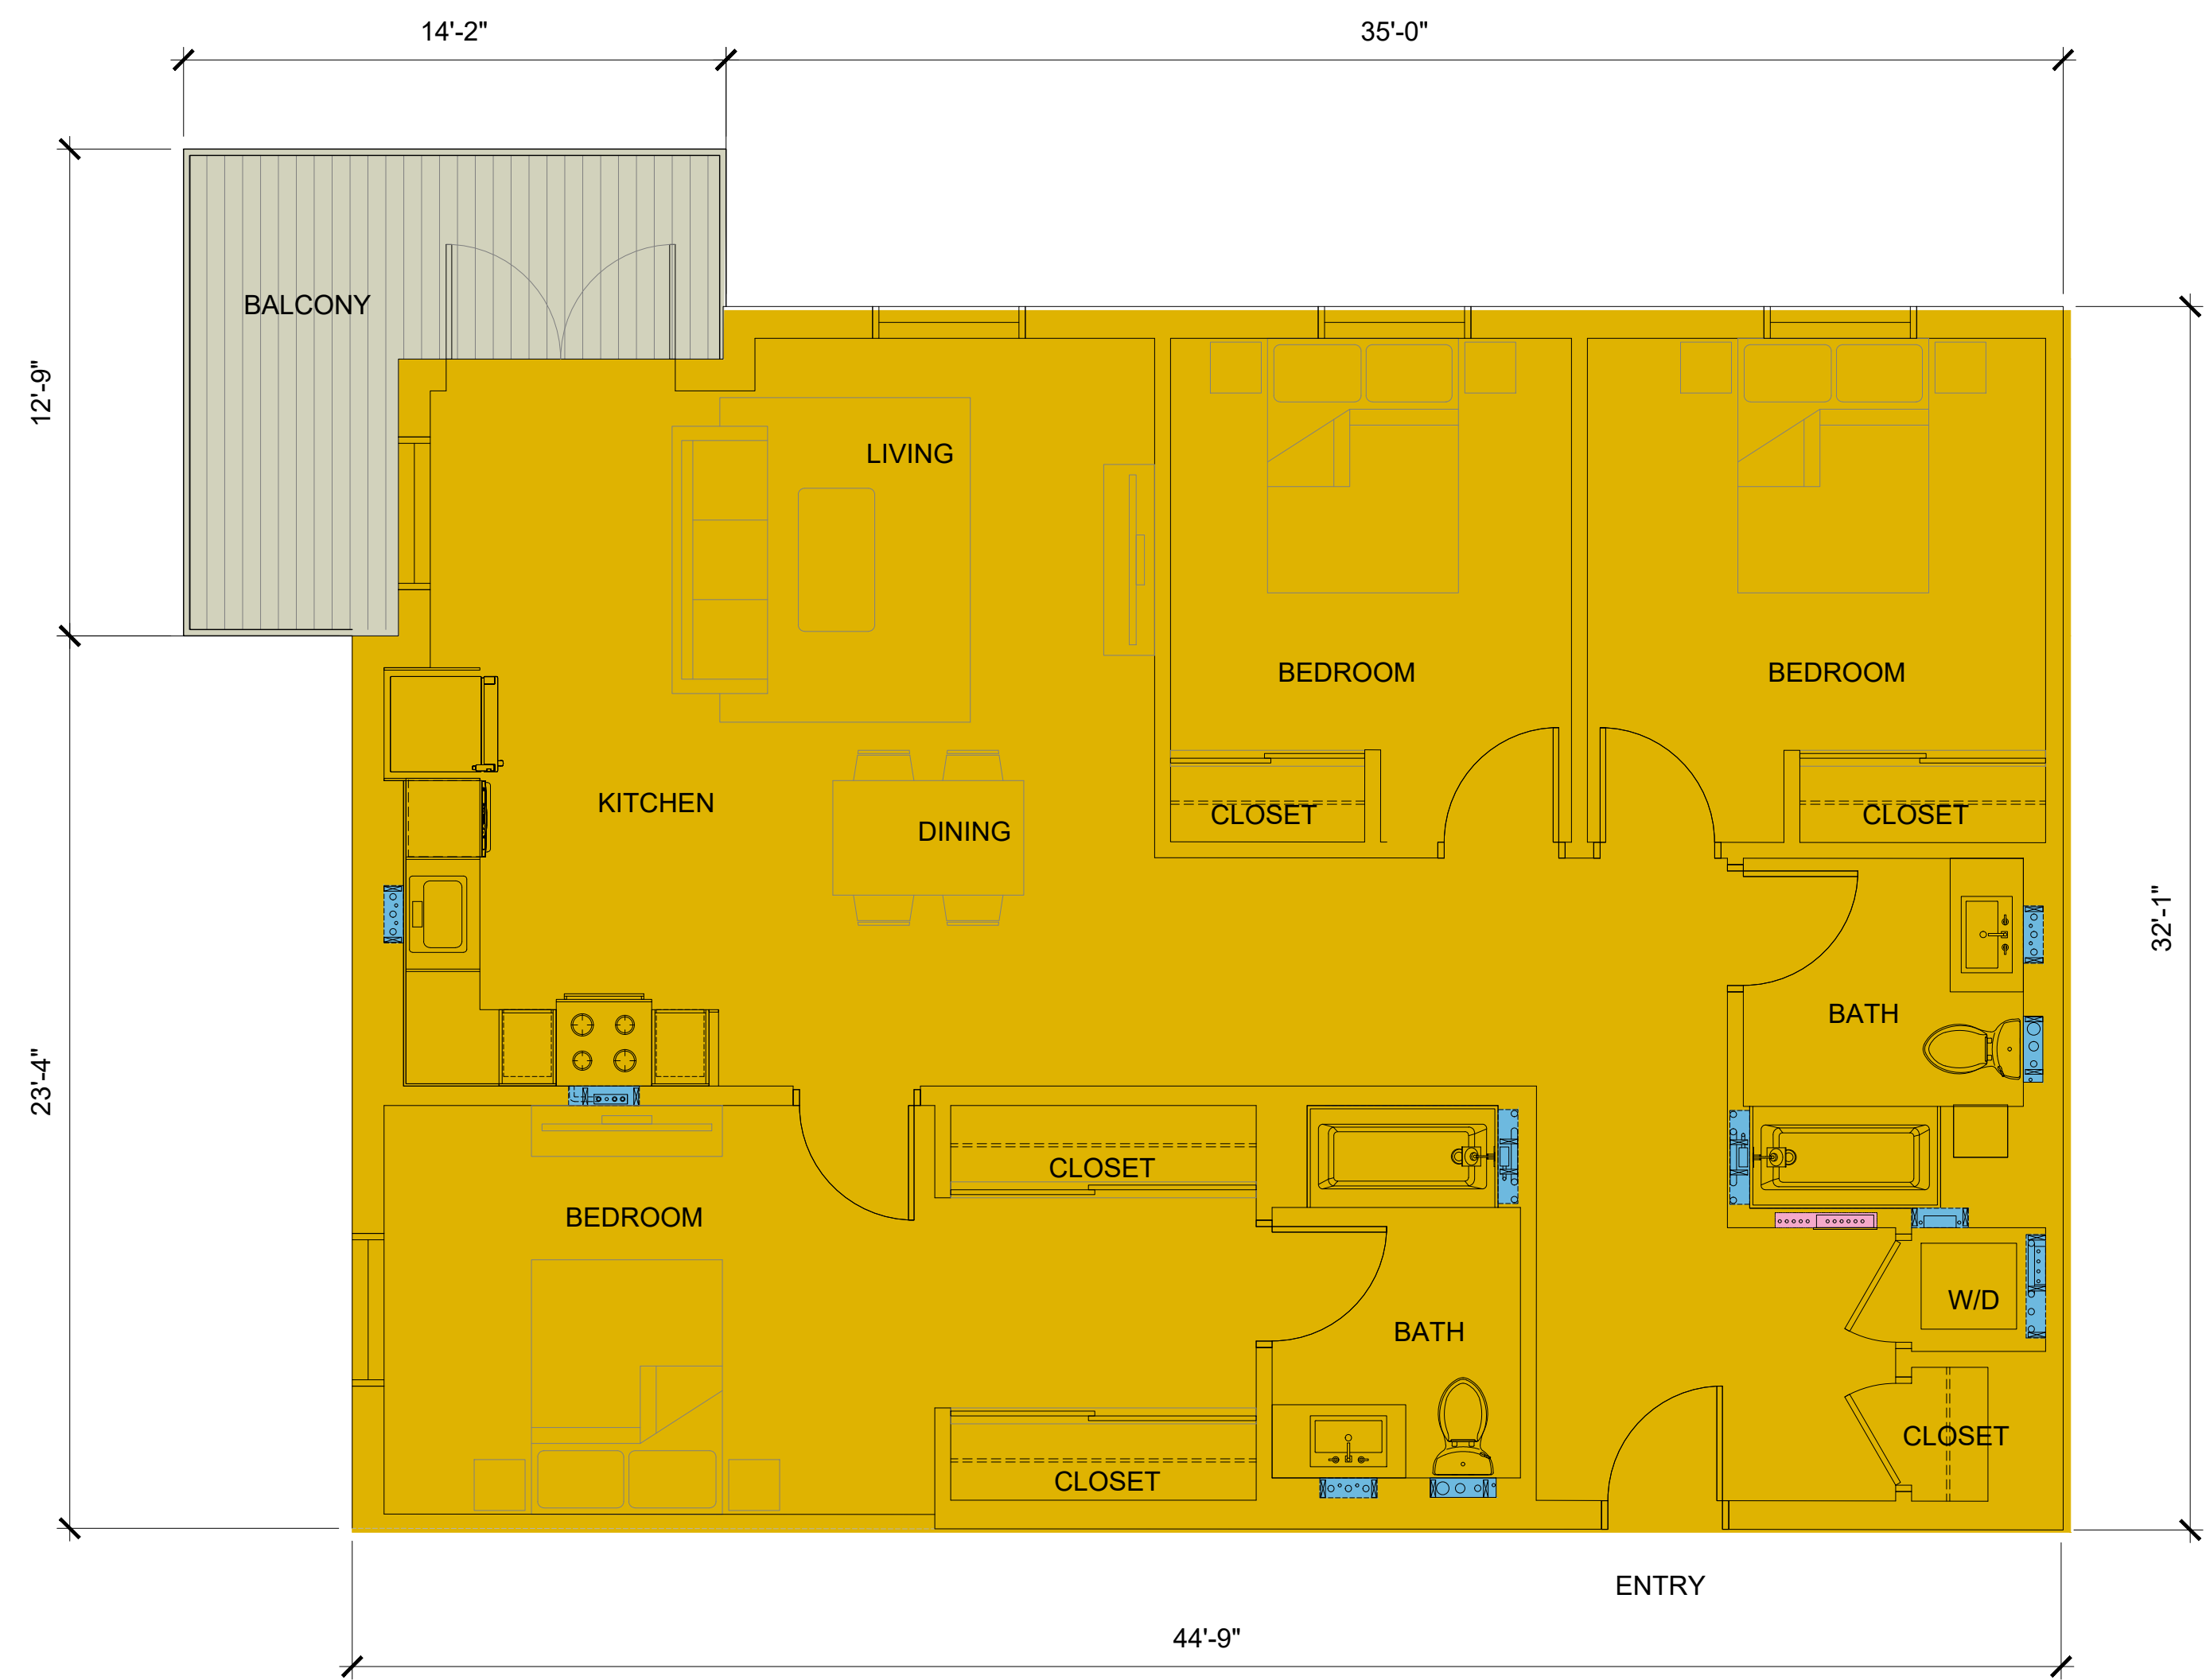 14'-2"
35'-0"
BALCONY
12'-9"
LIVING
BEDROOM
BEDROOM
KITCHEN
DINING
CLOSET
CLOSET
32'-1"
BATH
23'-4"
CLOSET
BEDROOM
W/D
BATH
CLOSET
CLOSET
ENTRY
44'-9"